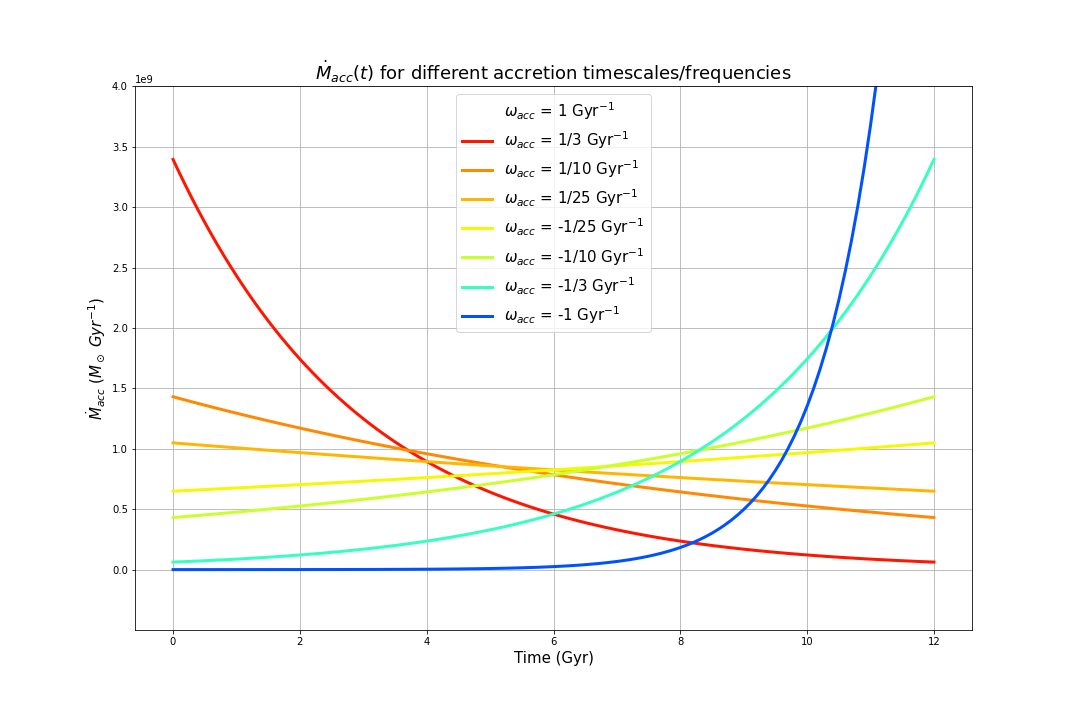 Ṁ_acc(t) for different accretion timescales/frequencies
1e9
4.0
3.5
3.0
2.5
2.0
1.5
1.0
0.5
0.0
Ṁ_acc (M_⊙ Gyr⁻¹)
ω_acc = 1 Gyr⁻¹
ω_acc = 1/3 Gyr⁻¹
ω_acc = 1/10 Gyr⁻¹
ω_acc = 1/25 Gyr⁻¹
ω_acc = -1/25 Gyr⁻¹
ω_acc = -1/10 Gyr⁻¹
ω_acc = -1/3 Gyr⁻¹
ω_acc = -1 Gyr⁻¹
0 2 4 6 8 10 12
Time (Gyr)